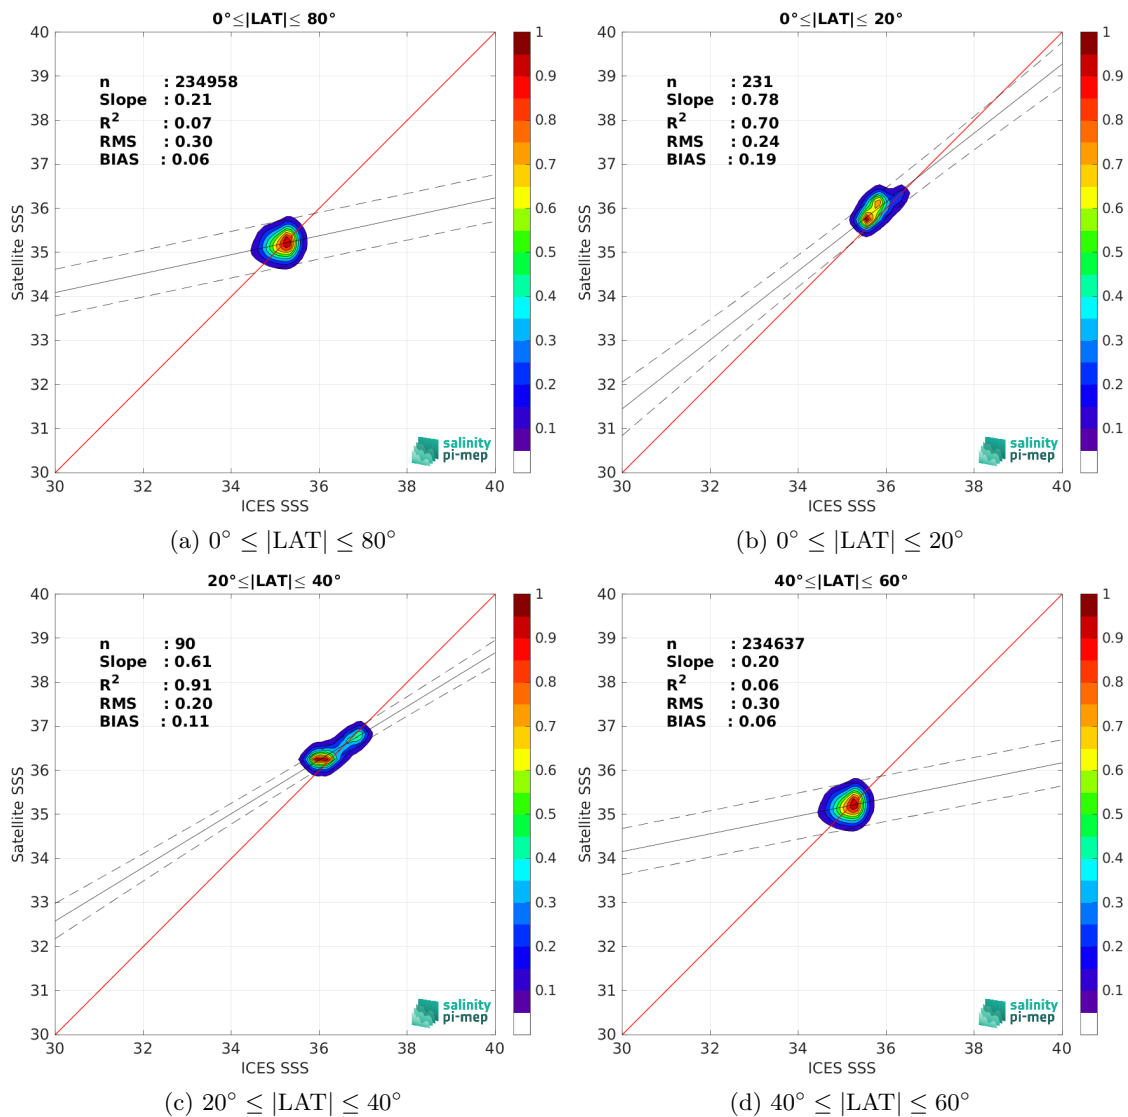 0°≤|LAT|≤ 80°
40
39
38
37
36
35
34
33
32
31
30
Satellite SSS
n : 234958
Slope : 0.21
R² : 0.07
RMS : 0.30
BIAS : 0.06
salinity
pi-mep
30 32 34 36 38 40
ICES SSS
1
0.9
0.8
0.7
0.6
0.5
0.4
0.3
0.2
0.1
(a) 0° ≤ |LAT| ≤ 80°
0°≤|LAT|≤ 20°
40
39
38
37
36
35
34
33
32
31
30
Satellite SSS
n : 231
Slope : 0.78
R² : 0.70
RMS : 0.24
BIAS : 0.19
salinity
pi-mep
30 32 34 36 38 40
ICES SSS
1
0.9
0.8
0.7
0.6
0.5
0.4
0.3
0.2
0.1
(b) 0° ≤ |LAT| ≤ 20°
20°≤|LAT|≤ 40°
40
39
38
37
36
35
34
33
32
31
30
Satellite SSS
n : 90
Slope : 0.61
R² : 0.91
RMS : 0.20
BIAS : 0.11
salinity
pi-mep
30 32 34 36 38 40
ICES SSS
1
0.9
0.8
0.7
0.6
0.5
0.4
0.3
0.2
0.1
(c) 20° ≤ |LAT| ≤ 40°
40°≤|LAT|≤ 60°
40
39
38
37
36
35
34
33
32
31
30
Satellite SSS
n : 234637
Slope : 0.20
R² : 0.06
RMS : 0.30
BIAS : 0.06
salinity
pi-mep
30 32 34 36 38 40
ICES SSS
1
0.9
0.8
0.7
0.6
0.5
0.4
0.3
0.2
0.1
(d) 40° ≤ |LAT| ≤ 60°